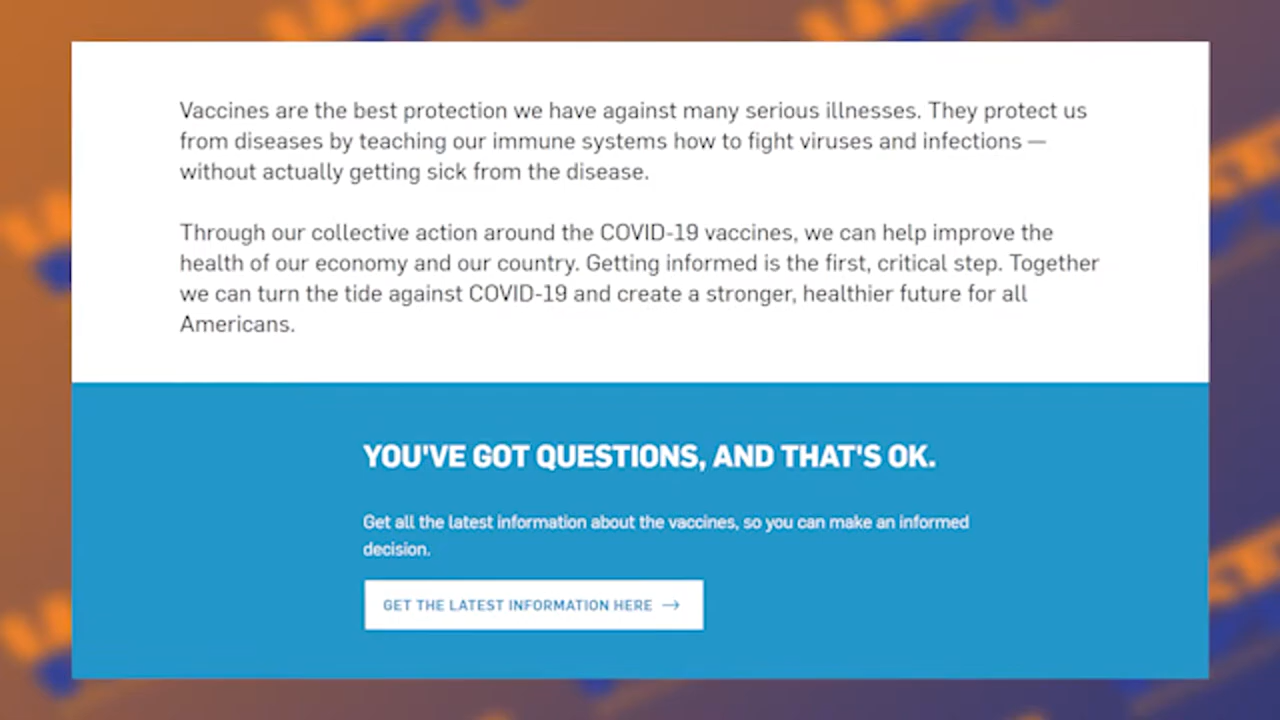 Vaccines are the best protection we have against many serious illnesses. They protect us
from diseases by teaching our immune systems how to fight viruses and infections —
without actually getting sick from the disease.
Through our collective action around the COVID-19 vaccines, we can help improve the
health of our economy and our country. Getting informed is the first, critical step. Together
we can turn the tide against COVID-19 and create a stronger, healthier future for all
Americans.
YOU'VE GOT QUESTIONS, AND THAT'S OK.
Get all the latest information about the vaccines, so you can make an informed
decision.
GET THE LATEST INFORMATION HERE →